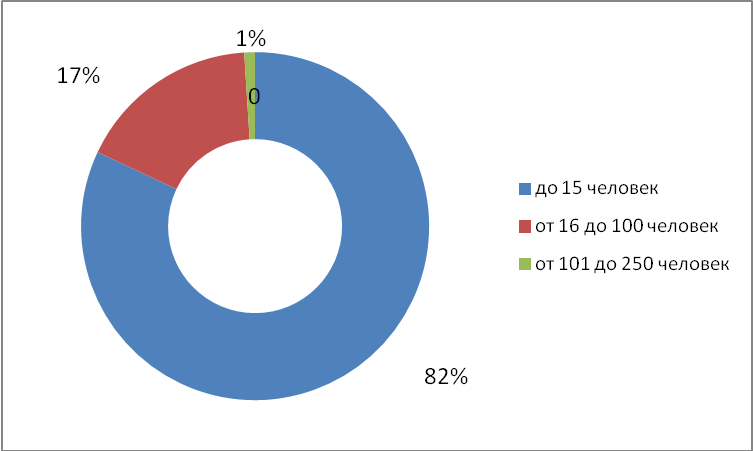 1%
17%
0
82%
до 15 человек
от 16 до 100 человек
от 101 до 250 человек